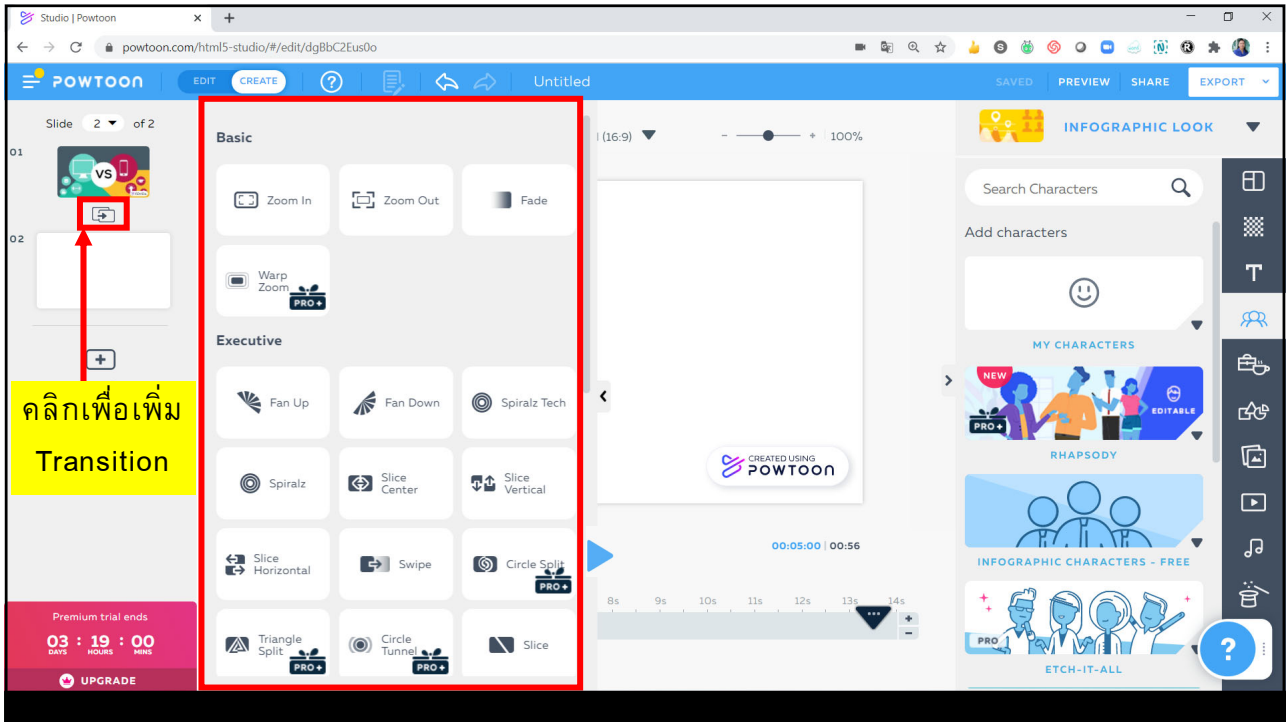 Studio | Powtoon
powtoon.com/html5-studio/#/edit/dgBbC2Eus0o
POWTOON
EDIT
CREATE
Untitled
SAVED
PREVIEW
SHARE
EXPORT
Slide 2 of 2
01
VS
02
คลิกเพื่อเพิ่ม
Transition
Premium trial ends
03 : 19 : 00
DAYS HOURS MINS
UPGRADE
Basic
Zoom In
Zoom Out
Fade
Warp
Zoom
PRO+
Executive
Fan Up
Fan Down
Spiralz Tech
Spiralz
Slice
Center
Slice
Vertical
Slice
Horizontal
Swipe
Circle Split
PRO+
Triangle
Split
PRO+
Circle
Tunnel
PRO+
Slice
(16:9)
100%
CREATED USING
POWTOON
00:05:00 | 00:56
8s 9s 10s 11s 12s 13s 14s
INFOGRAPHIC LOOK
Search Characters
Add characters
MY CHARACTERS
NEW
EDITABLE
PRO+
RHAPSODY
INFOGRAPHIC CHARACTERS - FREE
PRO
ETCH-IT-ALL